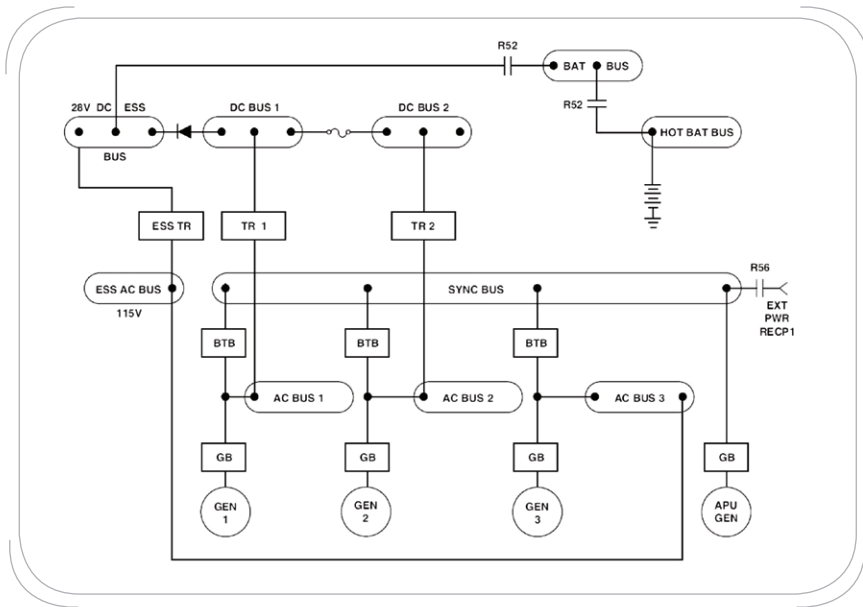 R52
BAT BUS
R52
28V DC ESS
BUS
DC BUS 1
DC BUS 2
HOT BAT BUS
ESS TR
TR 1
TR 2
ESS AC BUS
115V
SYNC BUS
R56
EXT
PWR
RECP1
BTB
BTB
BTB
AC BUS 1
AC BUS 2
AC BUS 3
GB
GB
GB
GB
GEN
1
GEN
2
GEN
3
APU
GEN